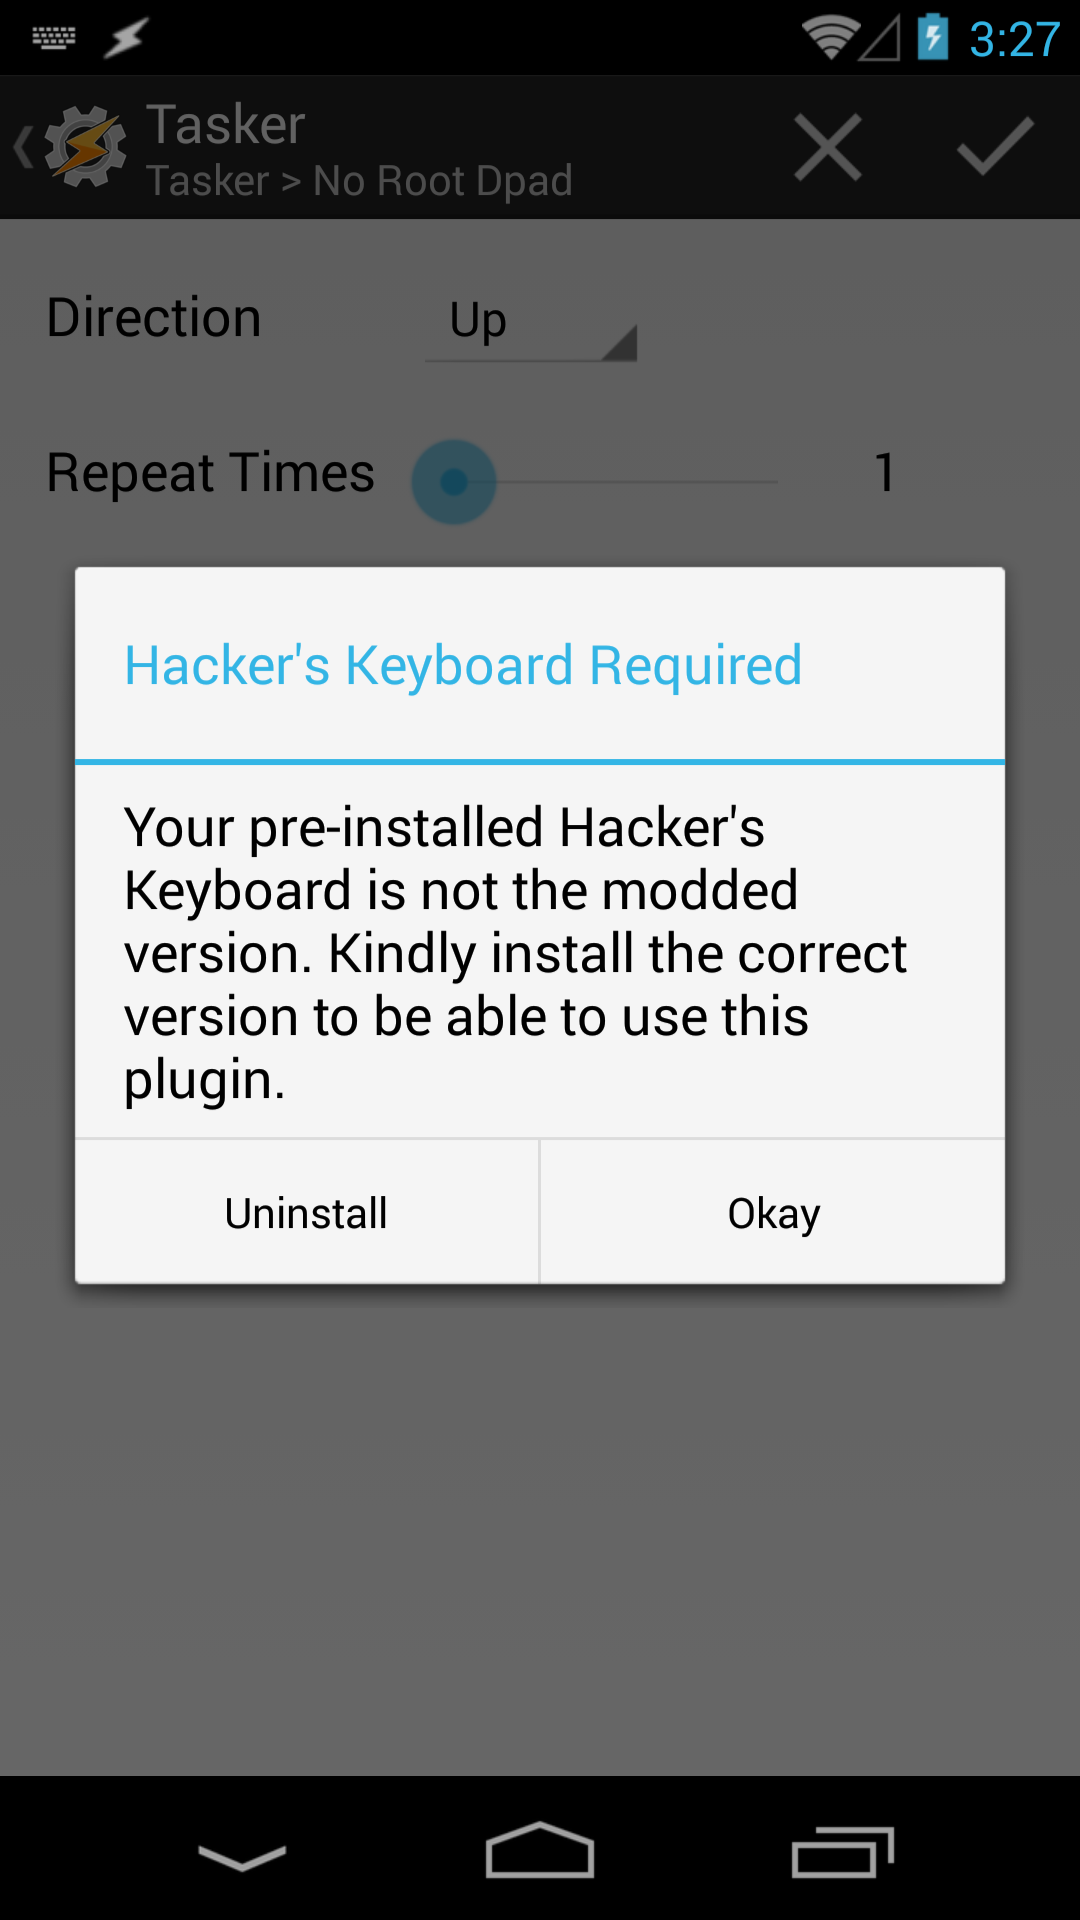 3:27
Tasker
Tasker > No Root Dpad
Direction
Up
Repeat Times
1
Hacker's Keyboard Required
Your pre-installed Hacker's
Keyboard is not the modded
version. Kindly install the correct
version to be able to use this
plugin.
Uninstall
Okay